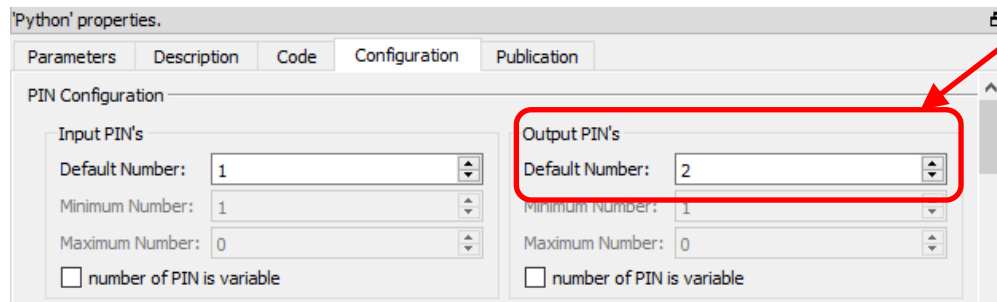 'Python' properties.
Parameters Description Code Configuration Publication
PIN Configuration
Input PIN's
Default Number: 1
Minimum Number: 1
Maximum Number: 0
number of PIN is variable
Output PIN's
Default Number: 2
Minimum Number: 1
Maximum Number: 0
number of PIN is variable